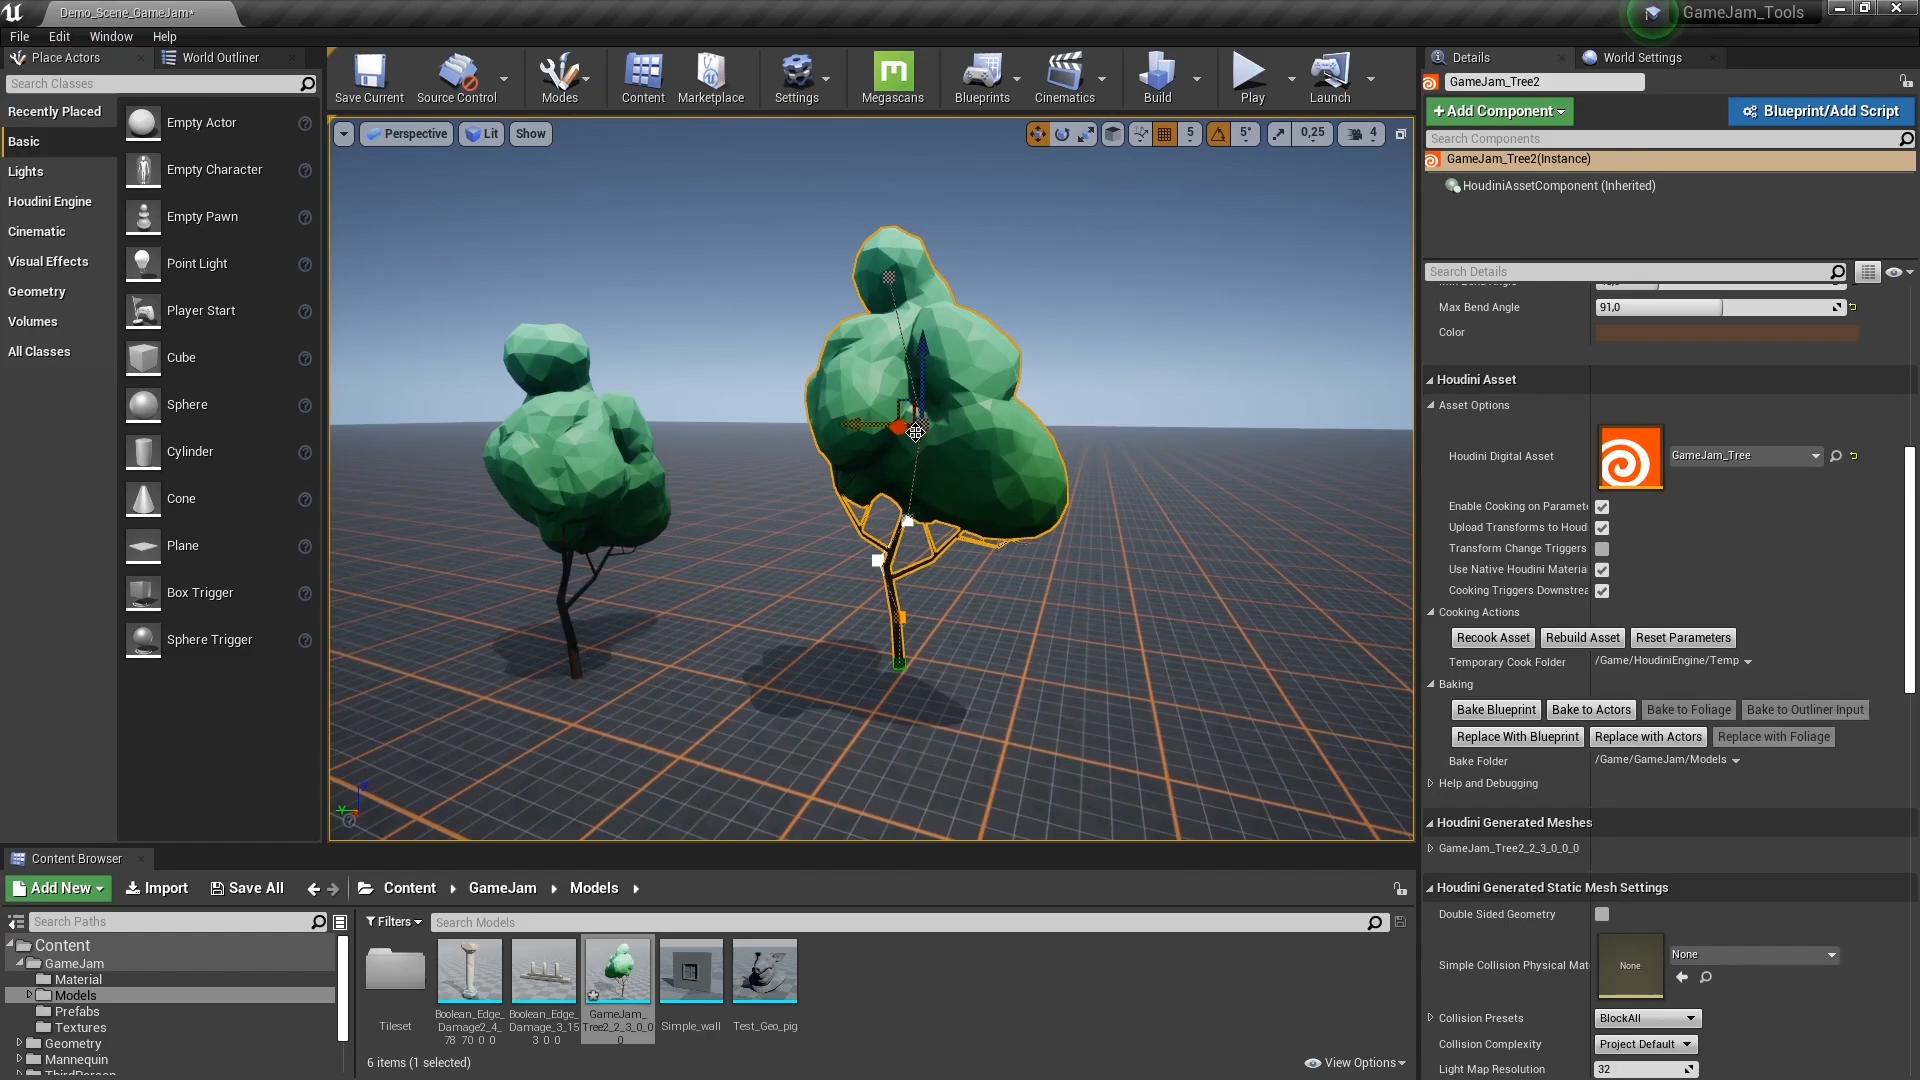 Demo_Scene_GameJam*
GameJam_Tools
File Edit Window Help
Place Actors
World Outliner
Search Classes
Recently Placed
Basic
Lights
Houdini Engine
Cinematic
Visual Effects
Geometry
Volumes
All Classes
Empty Actor
Empty Character
Empty Pawn
Point Light
Player Start
Cube
Sphere
Cylinder
Cone
Plane
Box Trigger
Sphere Trigger
Save Current
Source Control
Modes
Content
Marketplace
Settings
Megascans
Blueprints
Cinematics
Build
Play
Launch
Perspective
Lit
Show
5
5°
0,25
4
Details
World Settings
GameJam_Tree2
+Add Component
Blueprint/Add Script
Search Components
GameJam_Tree2(Instance)
HoudiniAssetComponent (Inherited)
Search Details
Max Bend Angle 91,0
Color
Houdini Asset
Asset Options
Houdini Digital Asset GameJam_Tree
Enable Cooking on Paramet
Upload Transforms to Houd
Transform Change Triggers
Use Native Houdini Materia
Cooking Triggers Downstrea
Cooking Actions
Recook Asset Rebuild Asset Reset Parameters
Temporary Cook Folder /Game/HoudiniEngine/Temp
Baking
Bake Blueprint Bake to Actors Bake to Foliage Bake to Outliner Input
Replace With Blueprint Replace with Actors Replace with Foliage
Bake Folder /Game/GameJam/Models
Help and Debugging
Houdini Generated Meshes
GameJam_Tree2_2_3_0_0_0
Houdini Generated Static Mesh Settings
Double Sided Geometry
Simple Collision Physical Mat None None
Collision Presets BlockAll
Collision Complexity Project Default
Light Map Resolution 32
Content Browser
Add New Import Save All Content GameJam Models
Search Paths
Content
GameJam
Material
Models
Prefabs
Textures
Geometry
Mannequin
Filters
Search Models
Tileset
Boolean_Edge_
Damage2_4_
78_70_0_0
Boolean_Edge_
Damage_3_15
3_0_0
GameJam_
Tree2_2_3_0_0
0
Simple_wall
Test_Geo_pig
6 items (1 selected)
View Options